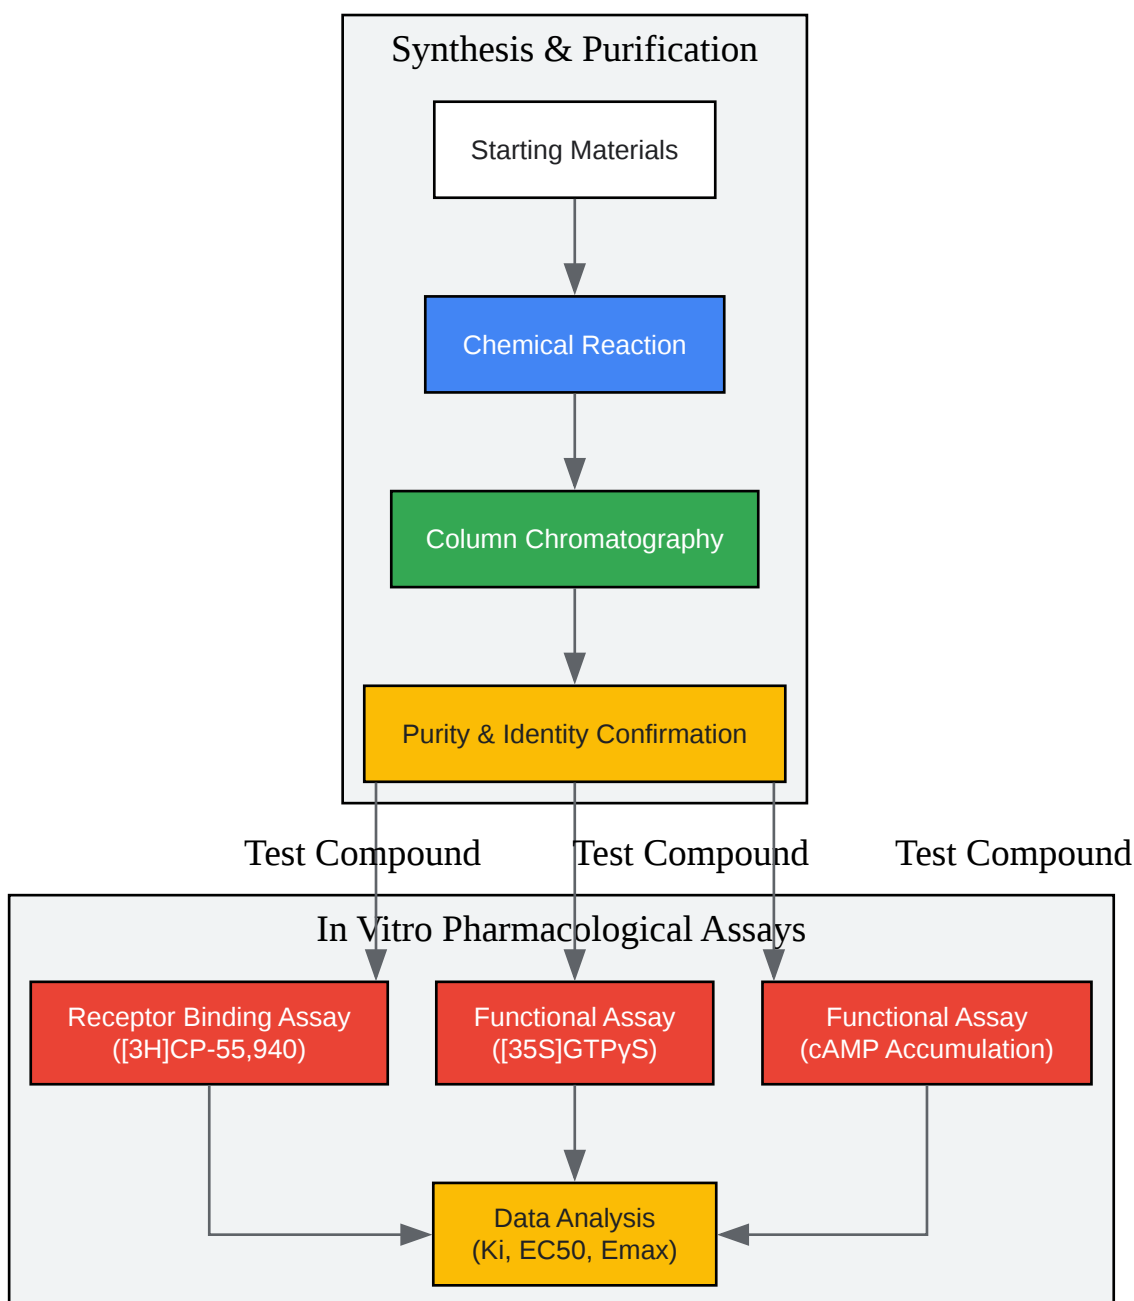 Synthesis & Purification
Starting Materials
Chemical Reaction
Column Chromatography
Purity & Identity Confirmation
Test Compound
Test Compound
Test Compound
In Vitro Pharmacological Assays
Receptor Binding Assay
([3H]CP-55,940)
Functional Assay
([35S]GTPγS)
Functional Assay
(cAMP Accumulation)
Data Analysis
(Ki, EC50, Emax)